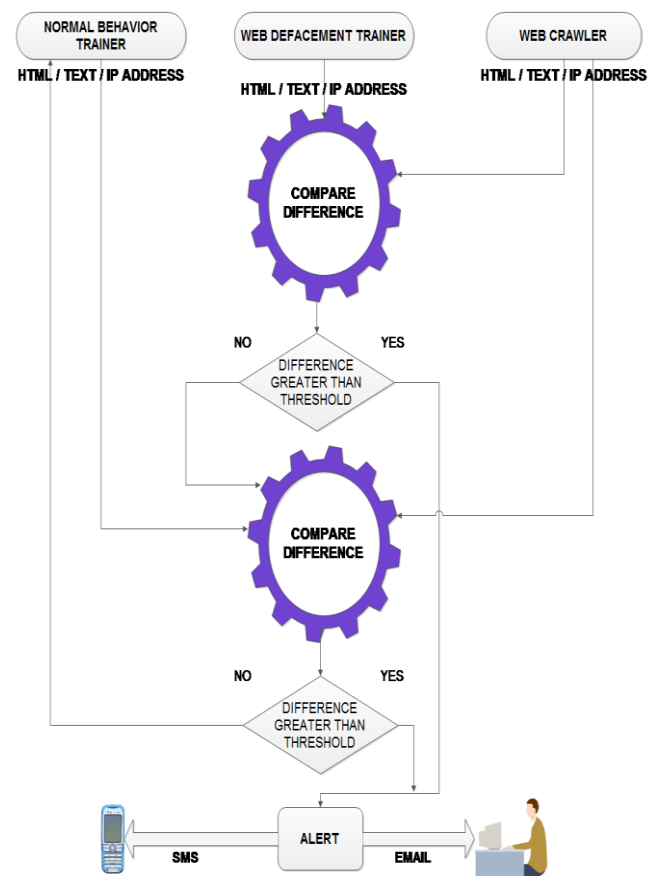 NORMAL BEHAVIOR
TRAINER
WEB DEFACEMENT TRAINER
WEB CRAWLER
HTML / TEXT / IP ADDRESS
HTML / TEXT / IP ADDRESS
HTML / TEXT / IP ADDRESS
COMPARE
DIFFERENCE
NO
YES
DIFFERENCE
GREATER THAN
THRESHOLD
COMPARE
DIFFERENCE
NO
YES
DIFFERENCE
GREATER THAN
THRESHOLD
ALERT
SMS
EMAIL